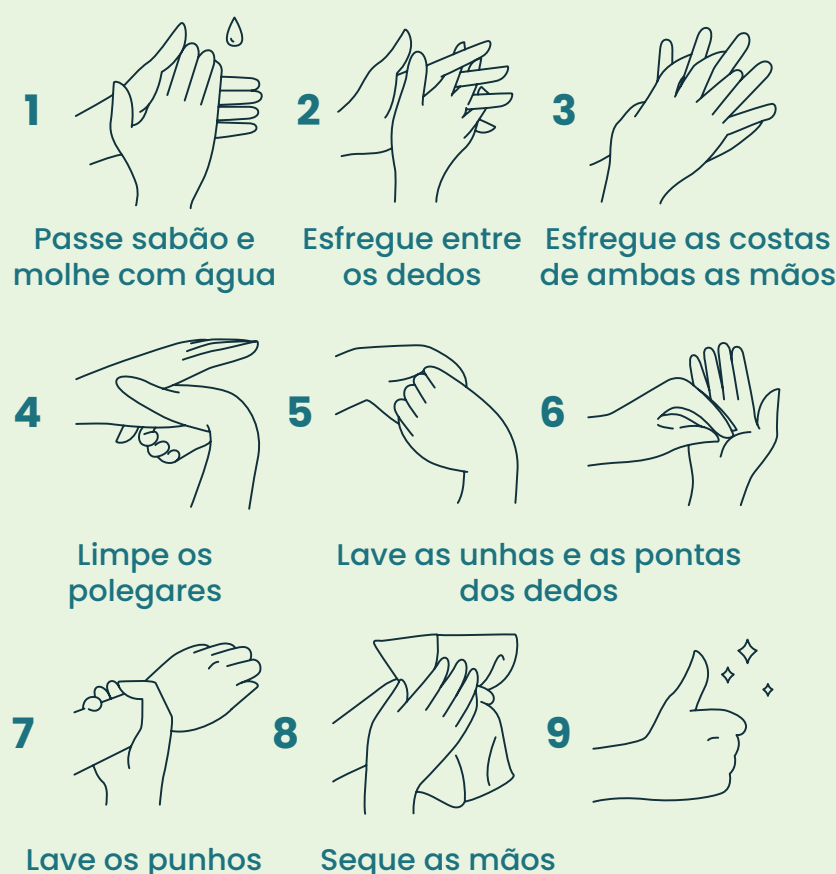 1
2
3
Passe sabão e
molhe com água
Esfregue entre
os dedos
Esfregue as costas
de ambas as mãos
4
5
6
Limpe os
polegares
Lave as unhas e as pontas
dos dedos
7
8
9
Lave os punhos
Seque as mãos